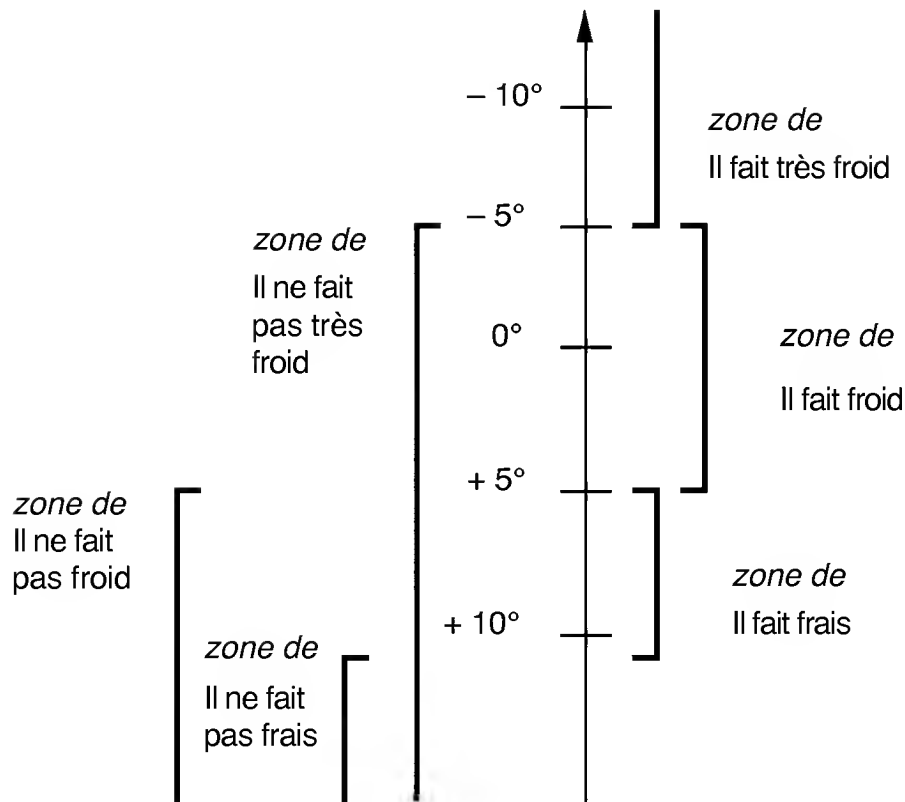 – 10°
zone de
Il fait très froid
– 5°
zone de
Il ne fait
pas très
froid
0°
zone de
Il fait froid
+ 5°
zone de
Il ne fait
pas froid
zone de
Il fait frais
+ 10°
zone de
Il ne fait
pas frais